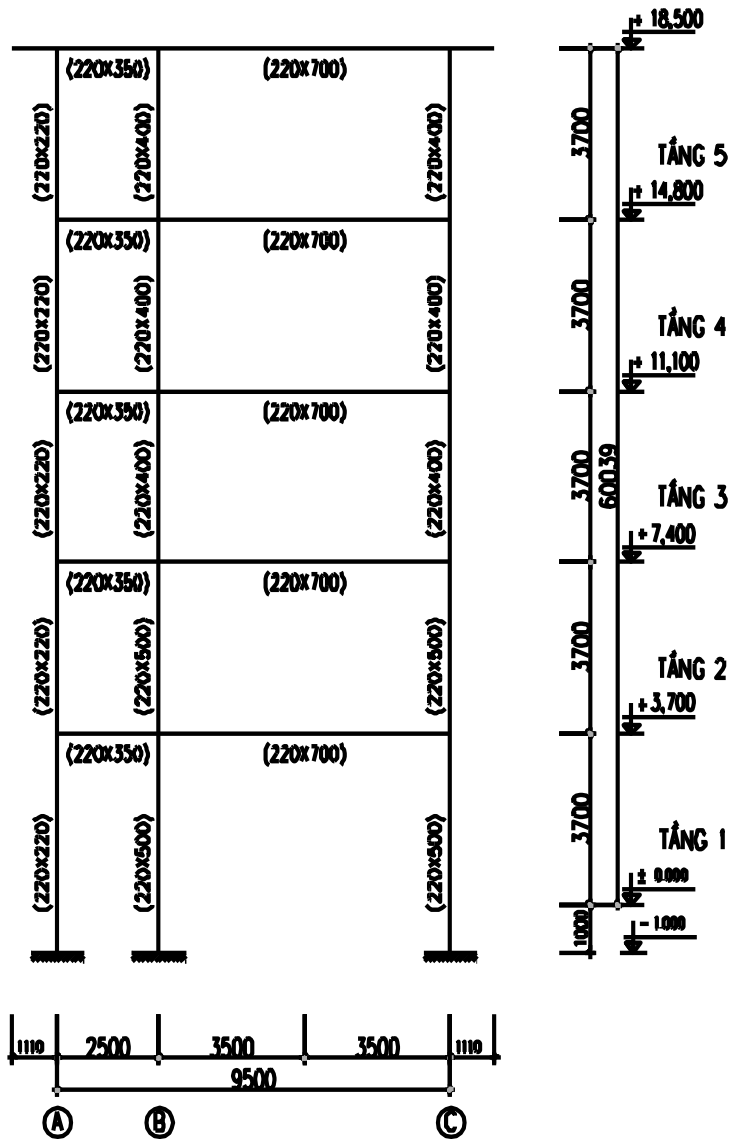 + 18,500
(220X350) (220X700)
(220X220) (220X400) (220X400) 3700
TẦNG 5
+ 14,800
(220X350) (220X700)
(220X220) (220X400) (220X400) 3700
TẦNG 4
+ 11,100
(220X350) (220X700)
(220X220) (220X400) (220X400) 3700 60039
TẦNG 3
+ 7,400
(220X350) (220X700)
(220X220) (220X500) (220X500) 3700
TẦNG 2
+ 3,700
(220X350) (220X700)
(220X220) (220X500) (220X500) 3700
TẦNG 1
± 0.000
1000
- 1.000
1110 2500 3500 3500 1110
9500
A B C